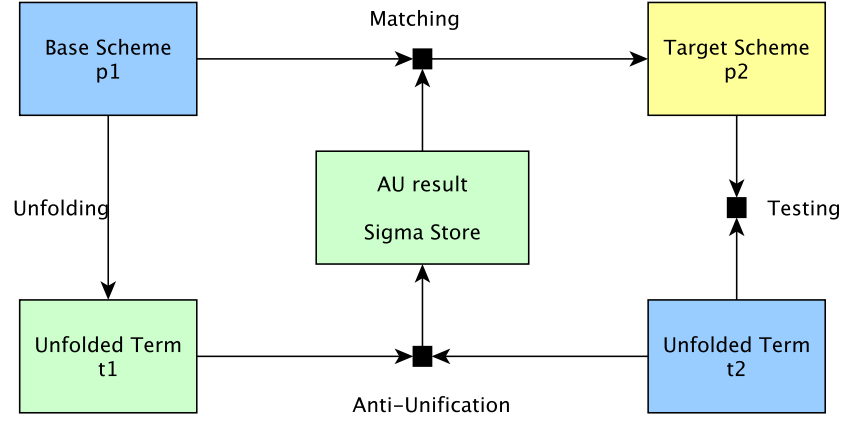 Matching
Base Scheme
p1
Target Scheme
p2
AU result
Sigma Store
Unfolding
Testing
Unfolded Term
t1
Unfolded Term
t2
Anti−Unification